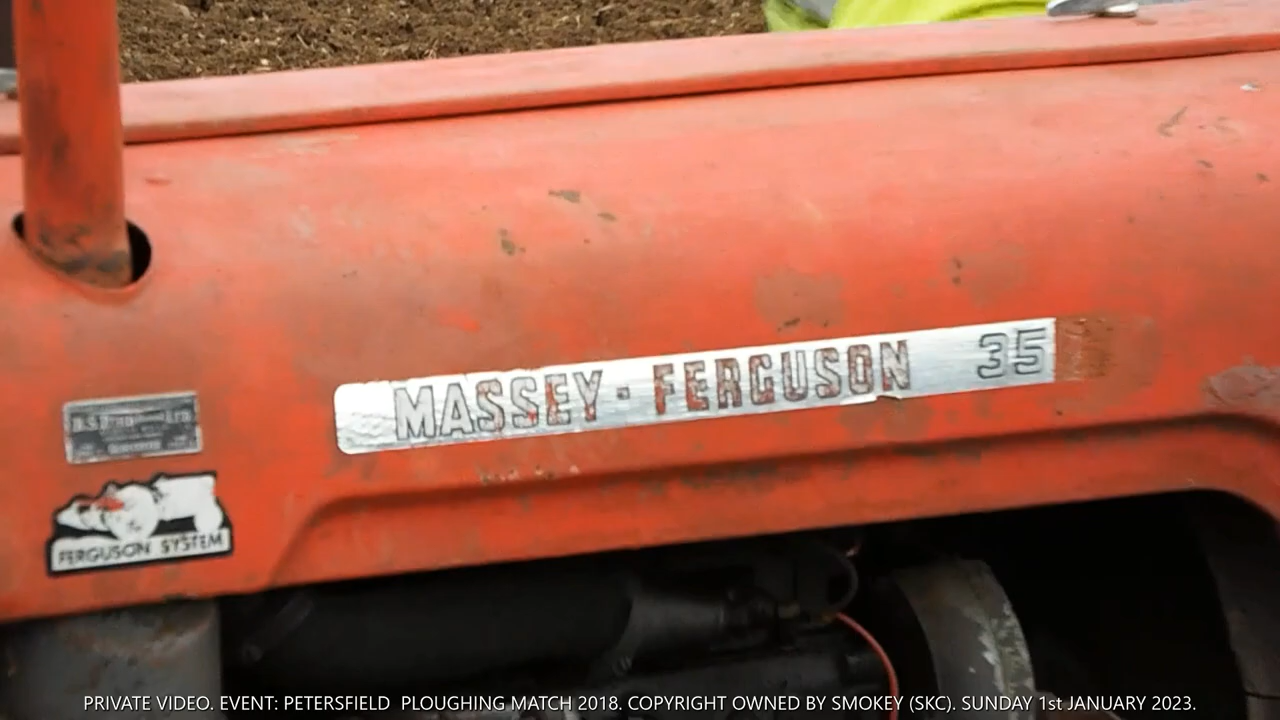 MASSEY·FERGUSON 35
LTD
FERGUSON SYSTEM
PRIVATE VIDEO. EVENT: PETERSFIELD PLOUGHING MATCH 2018. COPYRIGHT OWNED BY SMOKEY (SKC). SUNDAY 1st JANUARY 2023.